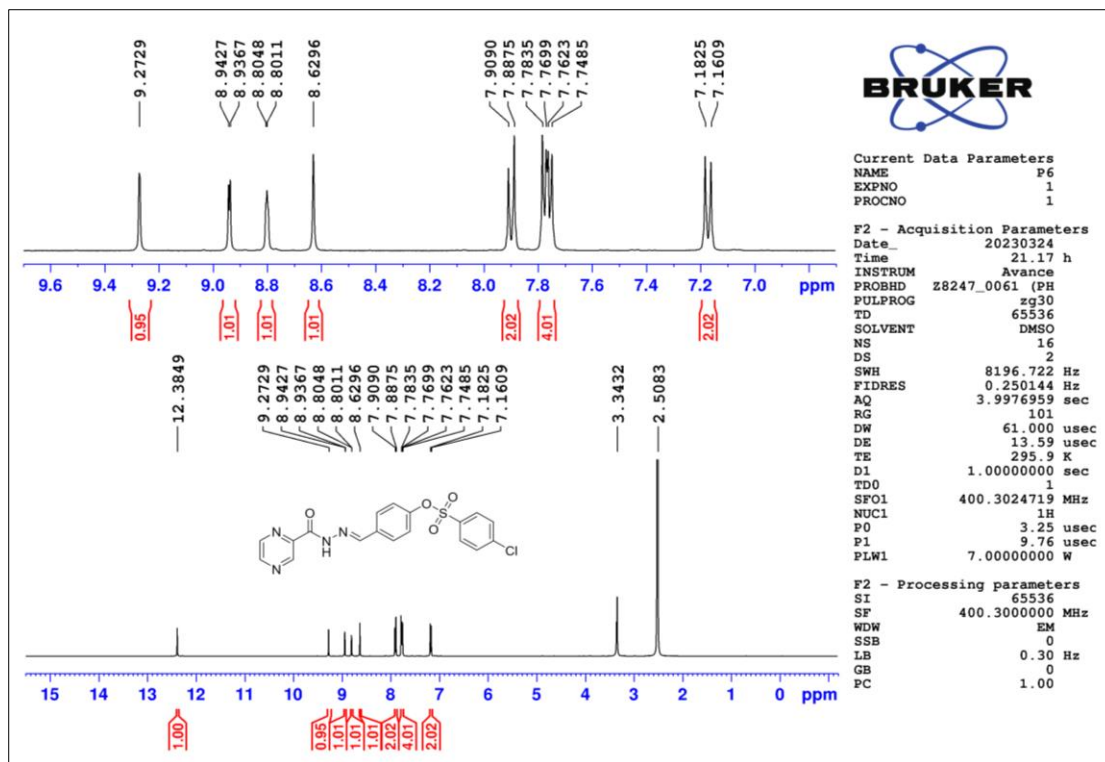 9.2729
8.9427
8.9367
8.8048
8.8011
8.6296
7.9090
7.8875
7.7835
7.7699
7.7623
7.7485
7.1825
7.1609
9.6 9.4 9.2 9.0 8.8 8.6 8.4 8.2 8.0 7.8 7.6 7.4 7.2 7.0 ppm
0.95
1.01
1.01
1.01
2.02
4.01
2.02
12.3849
9.2729
8.9427
8.9367
8.8048
8.8011
8.6296
7.9090
7.8875
7.7835
7.7699
7.7623
7.7485
7.1825
7.1609
3.3432
2.5083
O
O
O
S
O
N
N
N
N
H
Cl
15 14 13 12 11 10 9 8 7 6 5 4 3 2 1 0 ppm
1.00
0.95
1.01
1.01
1.01
2.02
4.01
2.02
BRUKER
Current Data Parameters
NAME P6
EXPNO 1
PROCNO 1
F2 - Acquisition Parameters
Date_ 20230324
Time 21.17 h
INSTRUM Avance
PROBHD Z8247_0061 (PH
PULPROG zg30
TD 65536
SOLVENT DMSO
NS 16
DS 2
SWH 8196.722 Hz
FIDRES 0.250144 Hz
AQ 3.9976959 sec
RG 101
DW 61.000 usec
DE 13.59 usec
TE 295.9 K
D1 1.00000000 sec
TD0 1
SFO1 400.3024719 MHz
NUC1 1H
P0 3.25 usec
P1 9.76 usec
PLW1 7.00000000 W
F2 - Processing parameters
SI 65536
SF 400.3000000 MHz
WDW EM
SSB 0
LB 0.30 Hz
GB 0
PC 1.00